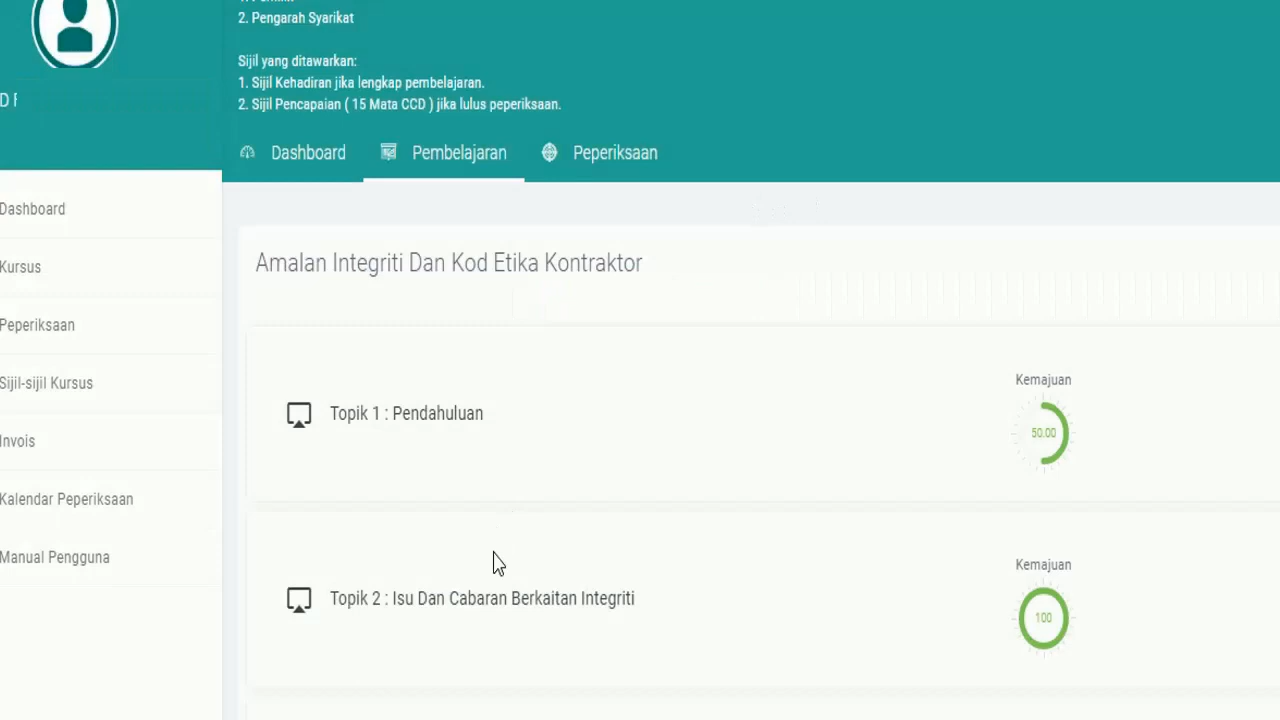 2. Pengarah Syarikat
Sijil yang ditawarkan:
1. Sijil Kehadiran jika lengkap pembelajaran.
2. Sijil Pencapaian ( 15 Mata CCD ) jika lulus peperiksaan.
Dashboard
Pembelajaran
Peperiksaan
Dashboard
Kursus
Peperiksaan
Sijil-sijil Kursus
Invois
Kalendar Peperiksaan
Manual Pengguna
Amalan Integriti Dan Kod Etika Kontraktor
Topik 1 : Pendahuluan
Kemajuan
50.00
Topik 2 : Isu Dan Cabaran Berkaitan Integriti
Kemajuan
100